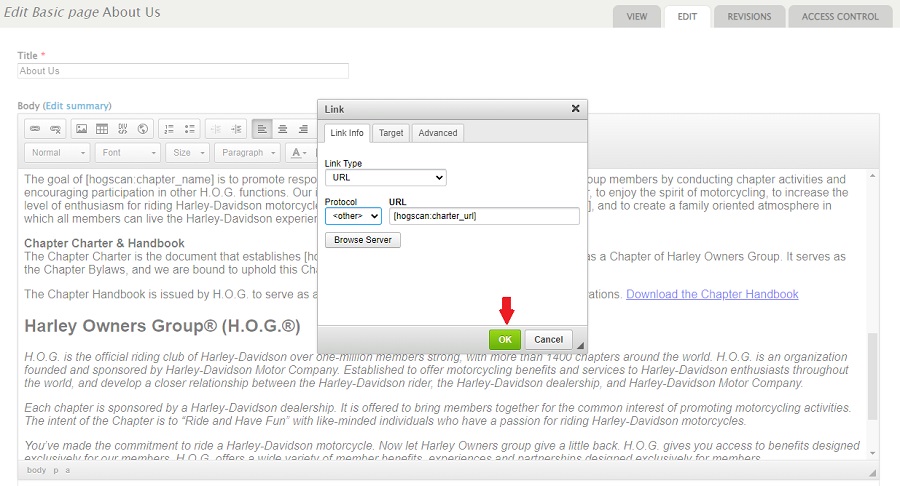 Edit Basic page About Us
VIEW EDIT REVISIONS ACCESS CONTROL
Title *
About Us
Body (Edit summary)
Normal Font Size Paragraph A
Link
Link Info Target Advanced
Link Type
URL
Protocol URL
<other> [hogscan:charter_url]
Browse Server
OK Cancel
The goal of [hogscan:chapter_name] is to promote respo
group members by conducting chapter activities and
encouraging participation in other H.O.G. functions. Our
, to enjoy the spirit of motorcycling, to increase the
level of enthusiasm for riding Harley-Davidson motorcycle
], and to create a family oriented atmosphere in
which all members can live the Harley-Davidson experien
Chapter Charter & Handbook
The Chapter Charter is the document that establishes [ho
as a Chapter of Harley Owners Group. It serves as
the Chapter Bylaws, and we are bound to uphold this Cha
The Chapter Handbook is issued by H.O.G. to serve as a
rations. Download the Chapter Handbook
Harley Owners Group® (H.O.G.®)
H.O.G. is the official riding club of Harley-Davidson over one-million members strong, with more than 1400 chapters around the world. H.O.G. is an organization
founded and sponsored by Harley-Davidson Motor Company. Established to offer motorcycling benefits and services to Harley-Davidson enthusiasts throughout
the world, and develop a closer relationship between the Harley-Davidson rider, the Harley-Davidson dealership, and Harley-Davidson Motor Company.
Each chapter is sponsored by a Harley-Davidson dealership. It is offered to bring members together for the common interest of promoting motorcycling activities.
The intent of the Chapter is to “Ride and Have Fun” with like-minded individuals who have a passion for riding Harley-Davidson motorcycles.
You've made the commitment to ride a Harley-Davidson motorcycle. Now let Harley Owners group give a little back. H.O.G. gives you access to benefits designed
exclusively for our members. H.O.G. offers a wide variety of member benefits, experiences and partnerships designed exclusively for members.
body p a